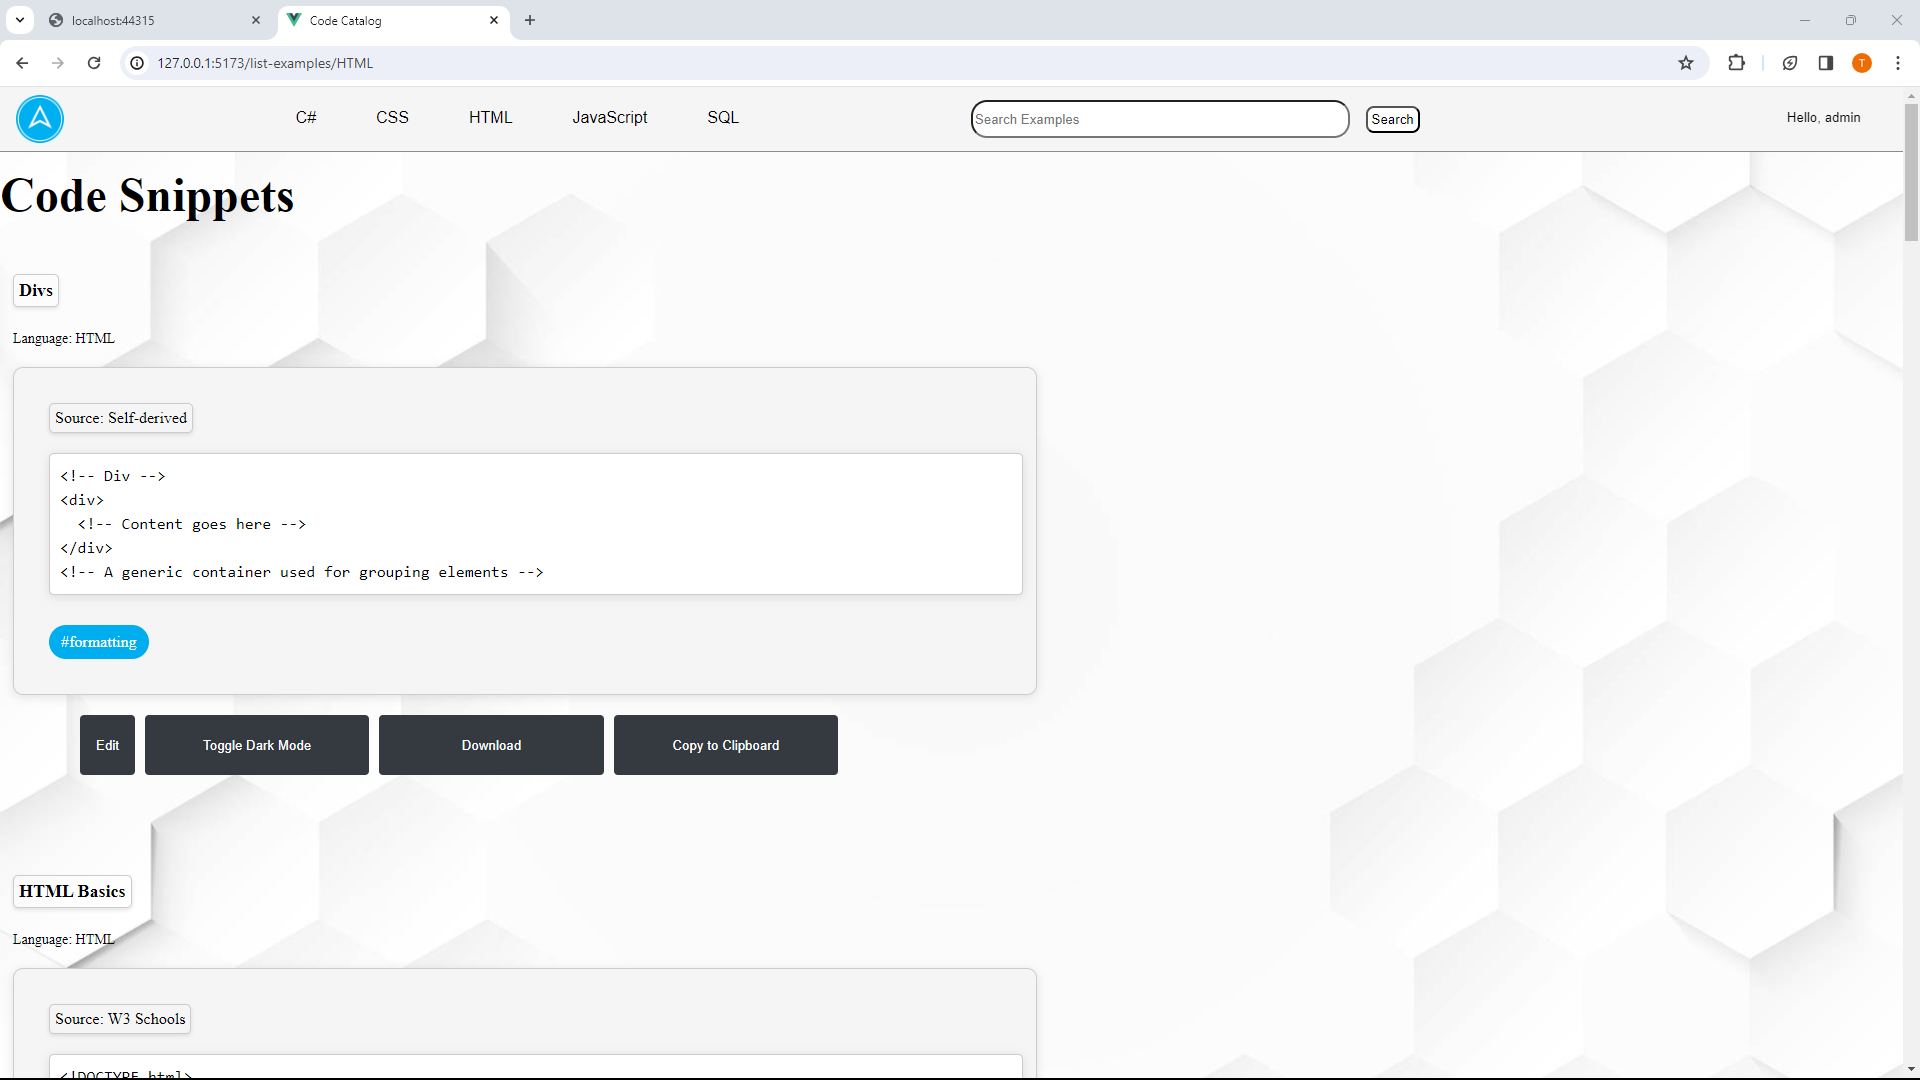 localhost:44315
Code Catalog
127.0.0.1:5173/list-examples/HTML
T
C# CSS HTML JavaScript SQL Search Examples Search Hello, admin
Code Snippets
Divs
Language: HTML
Source: Self-derived
<!-- Div -->
<div>
  <!-- Content goes here -->
</div>
<!-- A generic container used for grouping elements -->
#formatting
Edit Toggle Dark Mode Download Copy to Clipboard
HTML Basics
Language: HTML
Source: W3 Schools
<!DOCTYPE html>